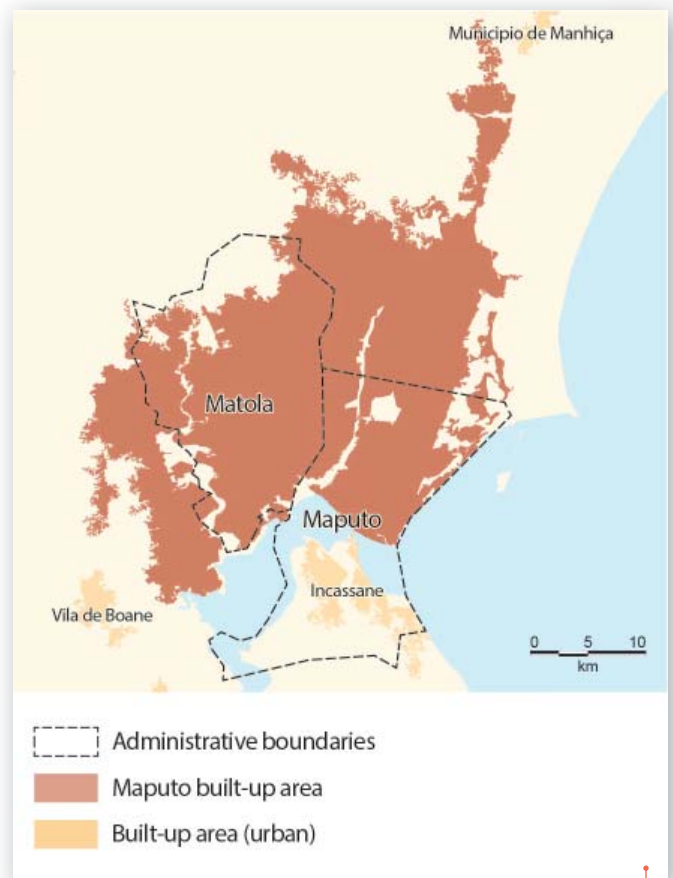 Municipio de Manhiça
Matola
Maputo
Incassane
Vila de Boane
0 5 10
km
Administrative boundaries
Maputo built-up area
Built-up area (urban)